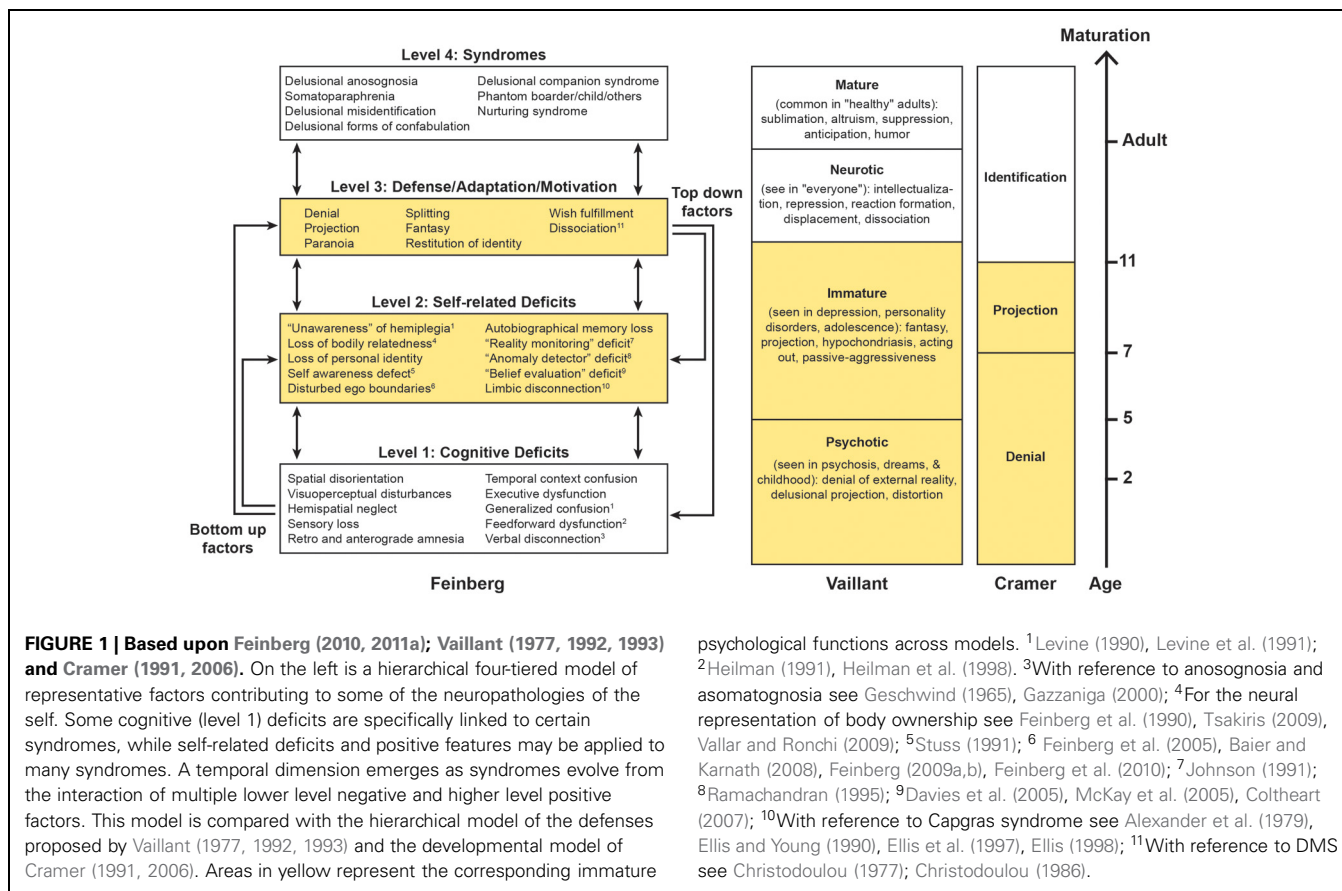 Level 4: Syndromes
Delusional anosognosia
Somatoparaphrenia
Delusional misidentification
Delusional forms of confabulation
Delusional companion syndrome
Phantom boarder/child/others
Nurturing syndrome
Level 3: Defense/Adaptation/Motivation
Denial
Projection
Paranoia
Splitting
Fantasy
Restitution of identity
Wish fulfillment
Dissociation¹¹
Top down
factors
Level 2: Self-related Deficits
“Unawareness” of hemiplegia¹
Loss of bodily relatedness⁴
Loss of personal identity
Self awareness defect⁵
Disturbed ego boundaries⁶
Autobiographical memory loss
“Reality monitoring” deficit⁷
“Anomaly detector” deficit⁸
“Belief evaluation” deficit⁹
Limbic disconnection¹⁰
Level 1: Cognitive Deficits
Spatial disorientation
Visuoperceptual disturbances
Hemispatial neglect
Sensory loss
Retro and anterograde amnesia
Temporal context confusion
Executive dysfunction
Generalized confusion¹
Feedforward dysfunction²
Verbal disconnection³
Bottom up
factors
Feinberg
Mature
(common in "healthy" adults):
sublimation, altruism, suppression,
anticipation, humor
Neurotic
(see in "everyone"): intellectualiza-
tion, repression, reaction formation,
displacement, dissociation
Immature
(seen in depression, personality
disorders, adolescence): fantasy,
projection, hypochondriasis, acting
out, passive-aggressiveness
Psychotic
(seen in psychosis, dreams, &
childhood): denial of external reality,
delusional projection, distortion
Vaillant
Identification
Projection
Denial
Cramer
Maturation
Adult
11
7
5
2
Age
FIGURE 1 | Based upon Feinberg (2010, 2011a); Vaillant (1977, 1992, 1993)
and Cramer (1991, 2006). On the left is a hierarchical four-tiered model of
representative factors contributing to some of the neuropathologies of the
self. Some cognitive (level 1) deficits are specifically linked to certain
syndromes, while self-related deficits and positive features may be applied to
many syndromes. A temporal dimension emerges as syndromes evolve from
the interaction of multiple lower level negative and higher level positive
factors. This model is compared with the hierarchical model of the defenses
proposed by Vaillant (1977, 1992, 1993) and the developmental model of
Cramer (1991, 2006). Areas in yellow represent the corresponding immature
psychological functions across models. ¹Levine (1990), Levine et al. (1991);
²Heilman (1991), Heilman et al. (1998). ³With reference to anosognosia and
asomatognosia see Geschwind (1965), Gazzaniga (2000); ⁴For the neural
representation of body ownership see Feinberg et al. (1990), Tsakiris (2009),
Vallar and Ronchi (2009); ⁵Stuss (1991); ⁶ Feinberg et al. (2005), Baier and
Karnath (2008), Feinberg (2009a,b), Feinberg et al. (2010); ⁷Johnson (1991);
⁸Ramachandran (1995); ⁹Davies et al. (2005), McKay et al. (2005), Coltheart
(2007); ¹⁰With reference to Capgras syndrome see Alexander et al. (1979),
Ellis and Young (1990), Ellis et al. (1997), Ellis (1998); ¹¹With reference to DMS
see Christodoulou (1977); Christodoulou (1986).